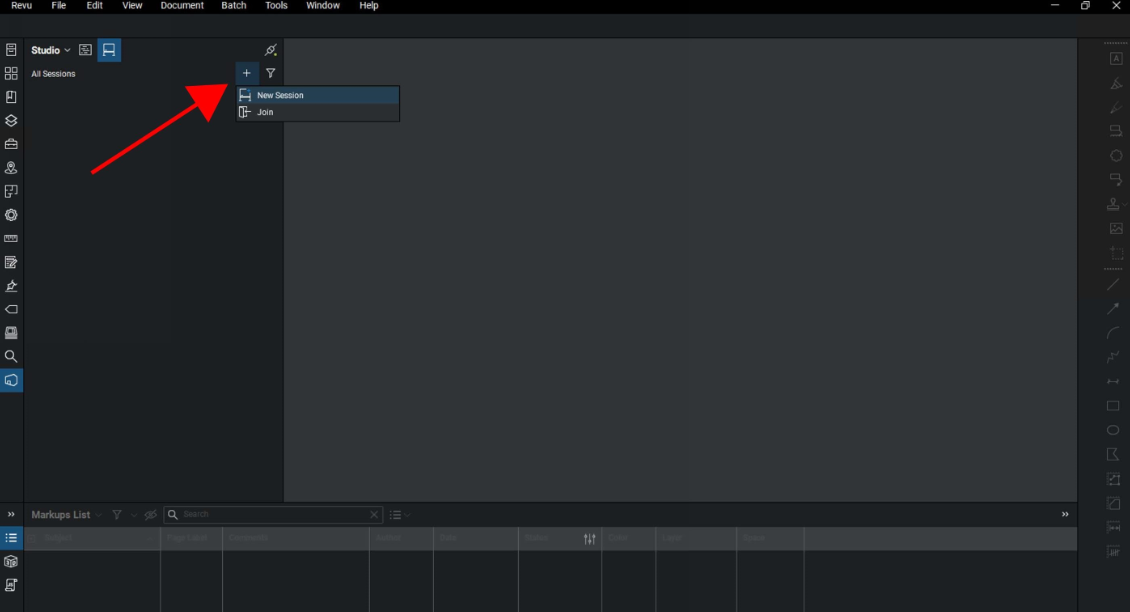 Revu File Edit View Document Batch Tools Window Help
Studio
All Sessions
New Session
Join
Markups List Search
Subject Page Label Comments Author Date Status Color Layer Space